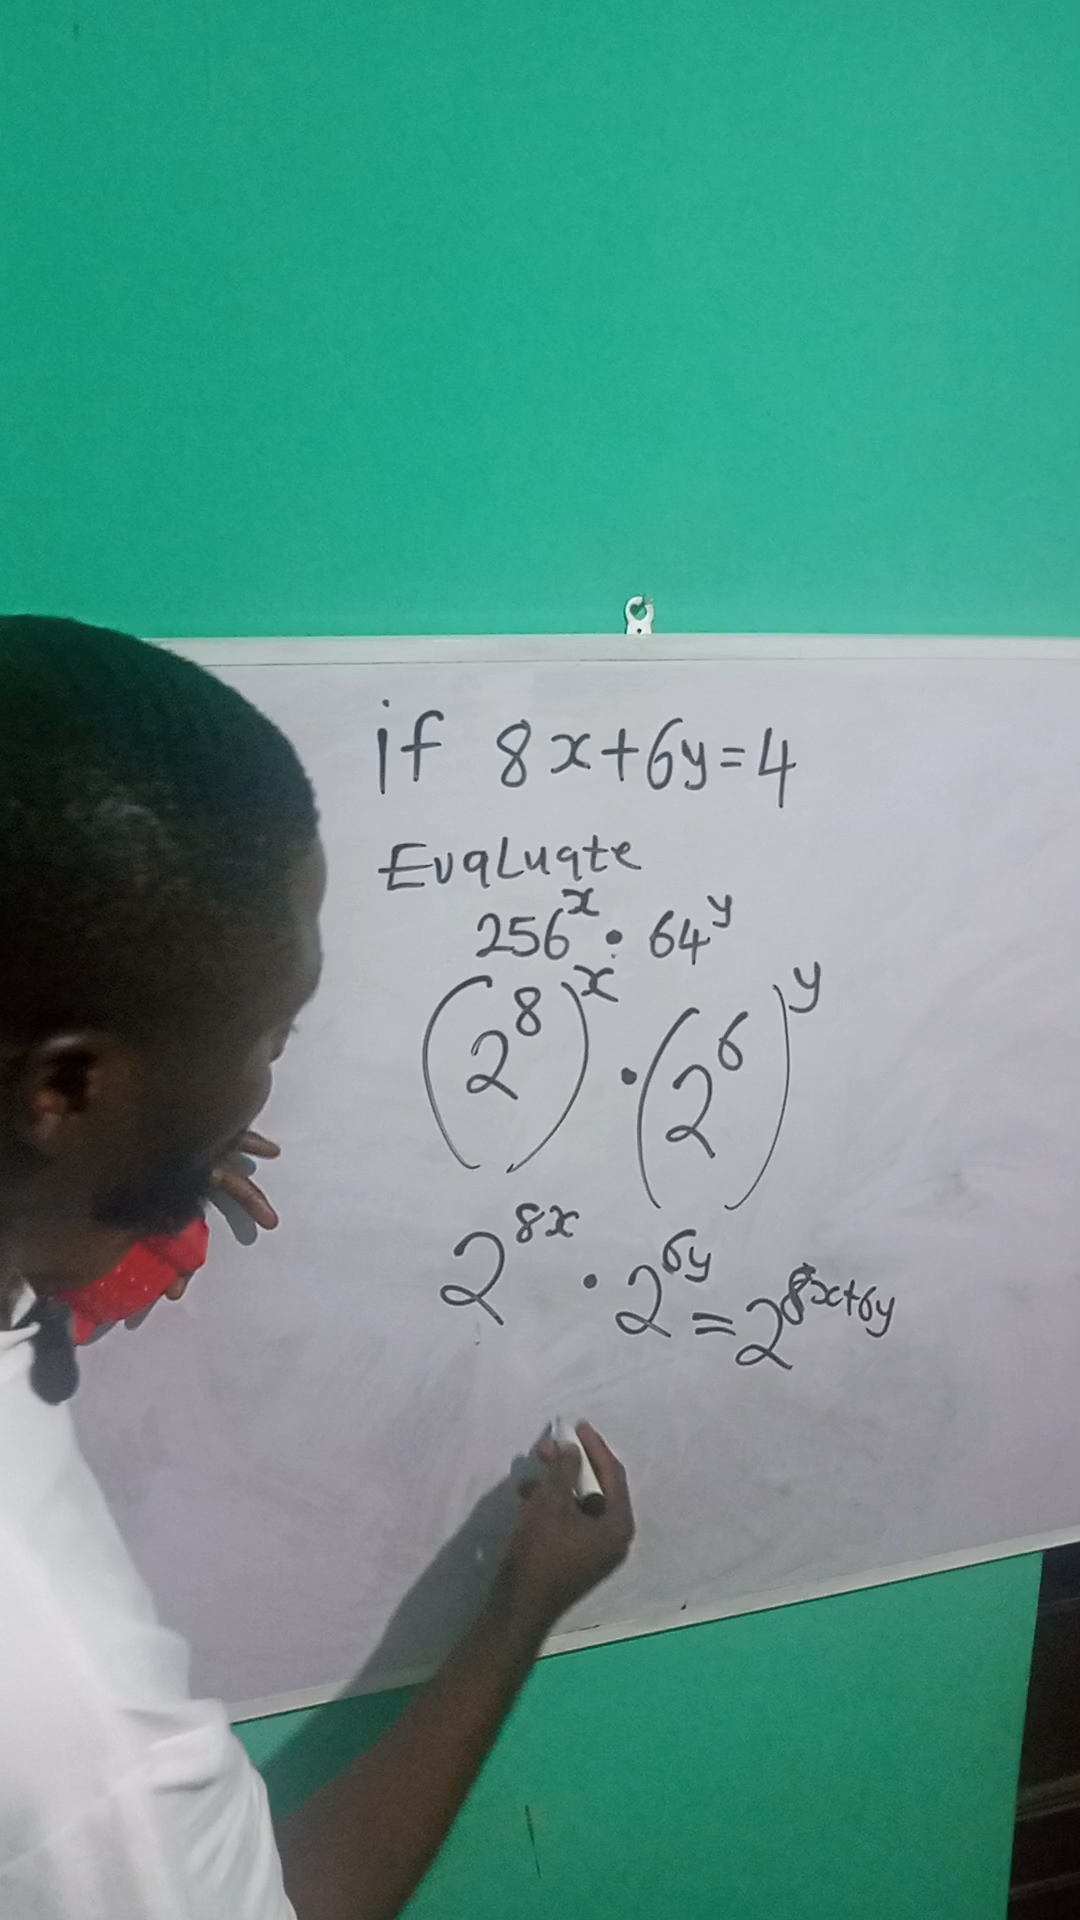 if 8x+6y=4
Evaluate
256^x · 64^y
(2^8)^x · (2^6)^y
2^8x · 2^6y = 2^8x+6y